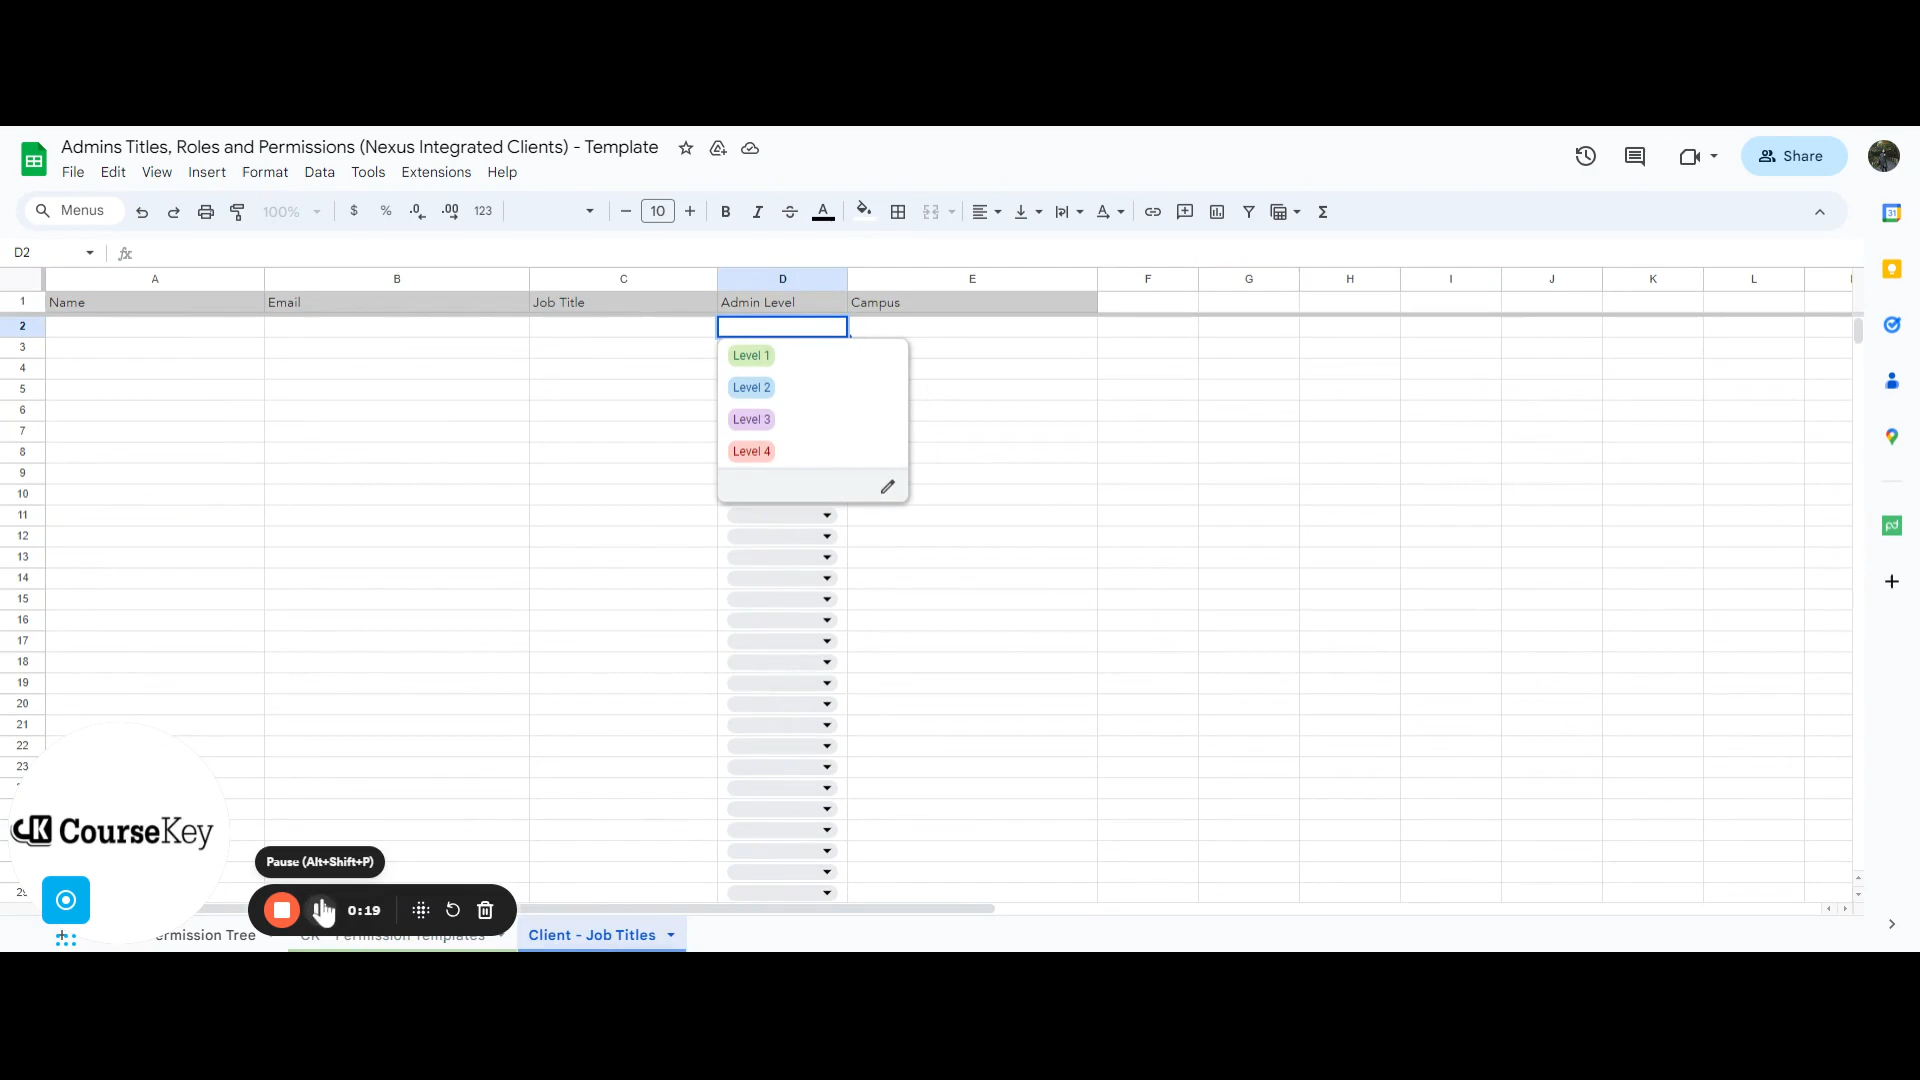 Admins Titles, Roles and Permissions (Nexus Integrated Clients) - Template
File Edit View Insert Format Data Tools Extensions Help
Share
Menus 100% $ % .0 .00 123 10 B I A Σ
D2 fx
A B C D E F G H I J K L
1 Name Email Job Title Admin Level Campus
2
3
Level 1
4
5
Level 2
6
7
Level 3
8
Level 4
9
10
11
12
13
14
15
16
17
18
19
20
21
22
23
CK CourseKey
Pause (Alt+Shift+P)
0:19
ermission Tree
Client - Job Titles
31
pd